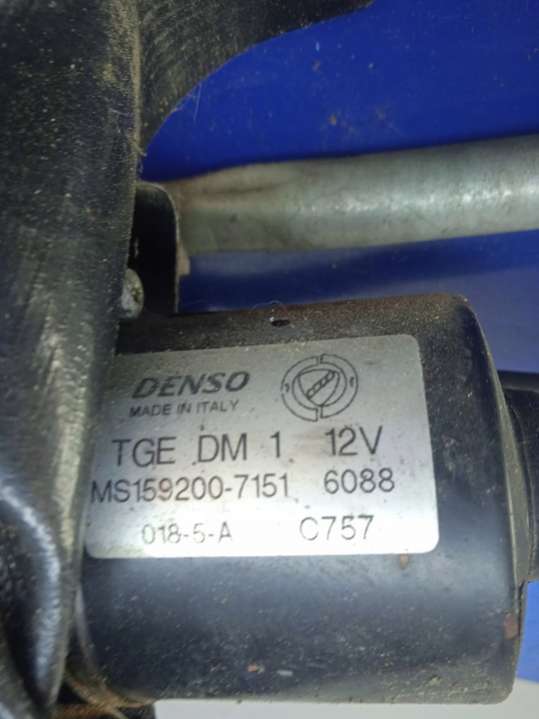 DENSO
MADE IN ITALY
TGE DM 1 12V
MS159200-7151 6088
018-5-A C757